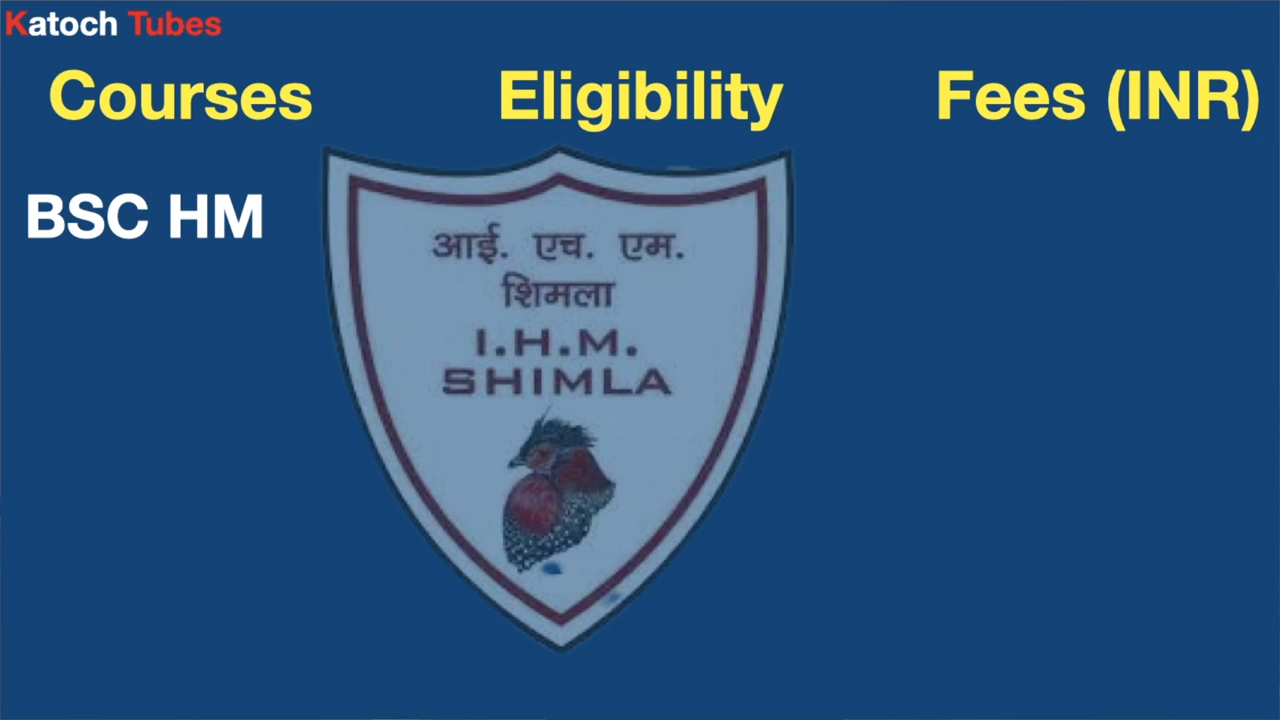 Katoch Tubes
Courses Eligibility Fees (INR)
BSC HM
आई. एच. एम.
शिमला
I.H.M.
SHIMLA